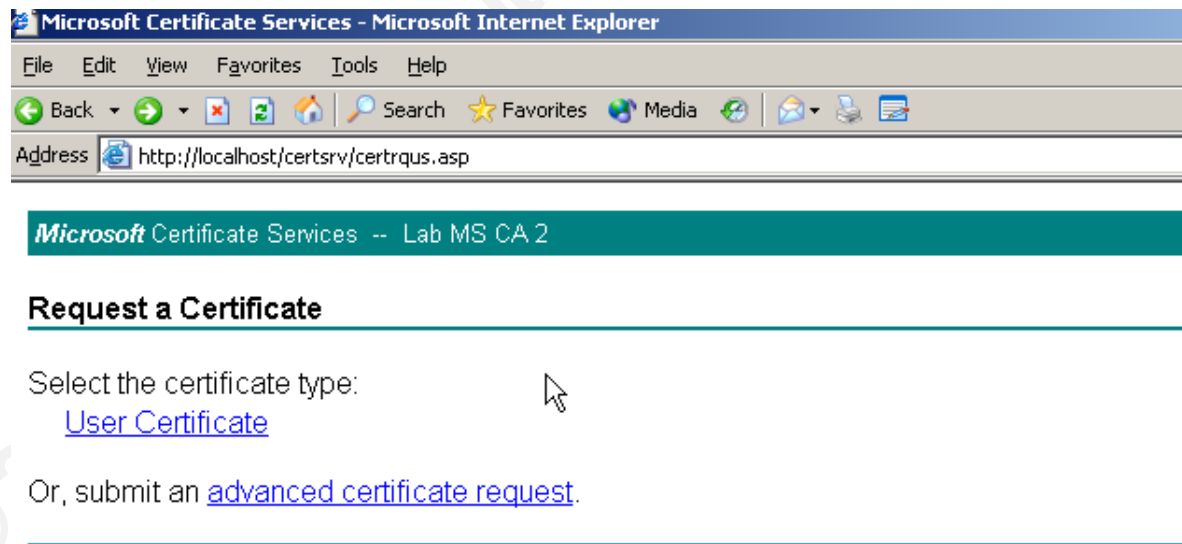 Microsoft Certificate Services - Microsoft Internet Explorer
File Edit View Favorites Tools Help
Back Search Favorites Media
Address http://localhost/certsrv/certrqus.asp
Microsoft Certificate Services -- Lab MS CA 2
Request a Certificate
Select the certificate type:
User Certificate
Or, submit an advanced certificate request.